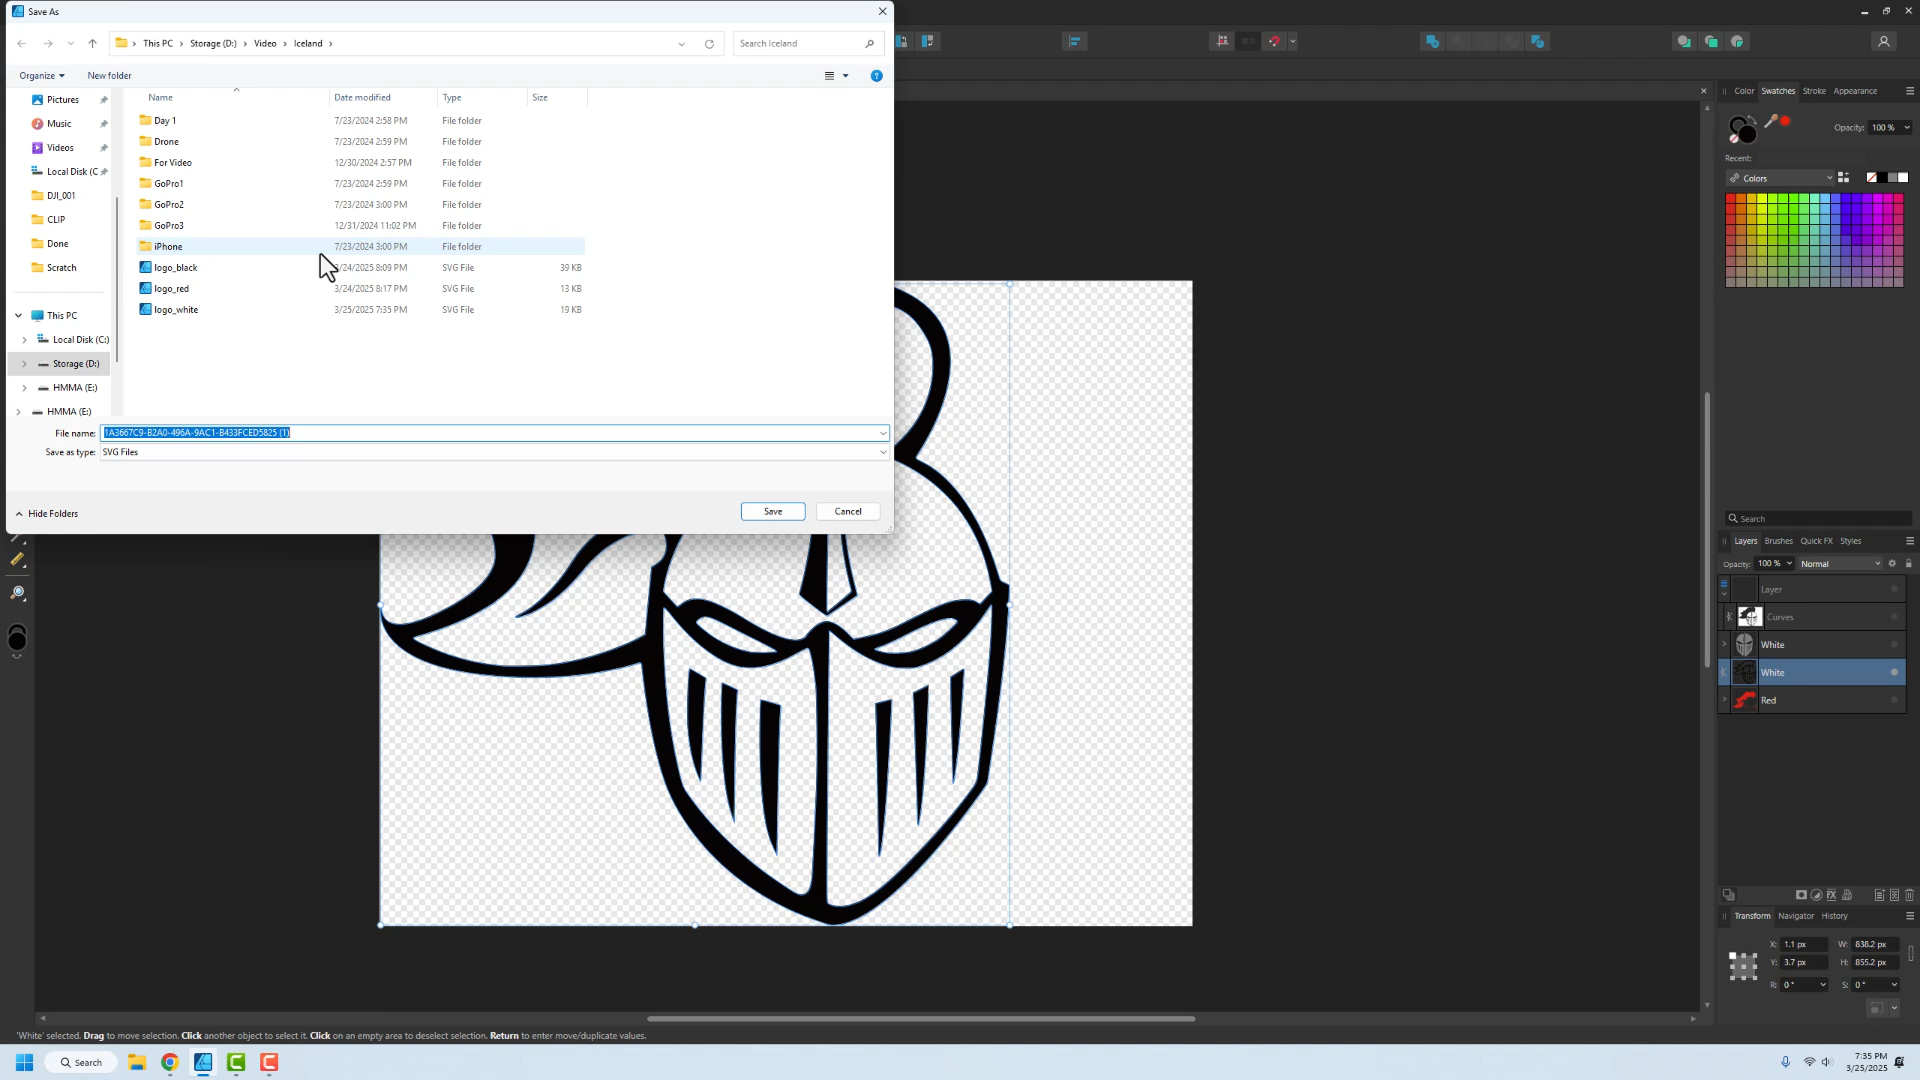 Save As
This PC > Storage (D:) > Video > Iceland >
Search Iceland
Organize
New folder
Name
Date modified
Type
Size
Pictures
Music
Videos
Local Disk (C
DJI_001
CLIP
Done
Scratch
This PC
Local Disk (C:)
Storage (D:)
HMMA (E:)
HMMA (E:)
Day 1 7/23/2024 2:58 PM File folder
Drone 7/23/2024 2:59 PM File folder
For Video 12/30/2024 2:57 PM File folder
GoPro1 7/23/2024 2:59 PM File folder
GoPro2 7/23/2024 3:00 PM File folder
GoPro3 12/31/2024 11:02 PM File folder
iPhone 7/23/2024 3:00 PM File folder
logo_black /24/2025 8:09 PM SVG File 39 KB
logo_red 3/24/2025 8:17 PM SVG File 13 KB
logo_white 3/25/2025 7:35 PM SVG File 19 KB
File name: 1A3667C9-B2A0-496A-9AC1-B433FCED5825 (1)
Save as type: SVG Files
Hide Folders
Save
Cancel
Color Swatches Stroke Appearance
Opacity: 100 %
Recent:
Colors
Search
Layers Brushes Quick FX Styles
Opacity: 100 % Normal
Layer
Curves
White
White
Red
Transform Navigator History
X: 1.1 px W: 838.2 px
Y: 3.7 px H: 855.2 px
R: 0 ° S: 0 °
'White' selected. Drag to move selection. Click another object to select it. Click on an empty area to deselect selection. Return to enter move/duplicate values.
Search
7:35 PM
3/25/2025